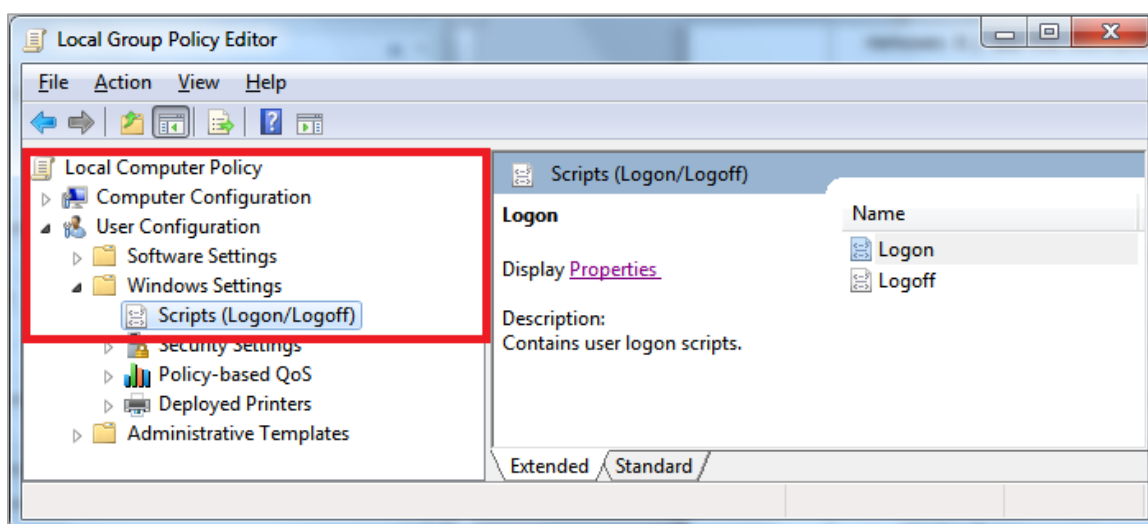 Local Group Policy Editor
File Action View Help
Local Computer Policy
Computer Configuration
User Configuration
Software Settings
Windows Settings
Scripts (Logon/Logoff)
Security Settings
Policy-based QoS
Deployed Printers
Administrative Templates
Scripts (Logon/Logoff)
Logon
Display Properties
Description:
Contains user logon scripts.
Name
Logon
Logoff
Extended Standard